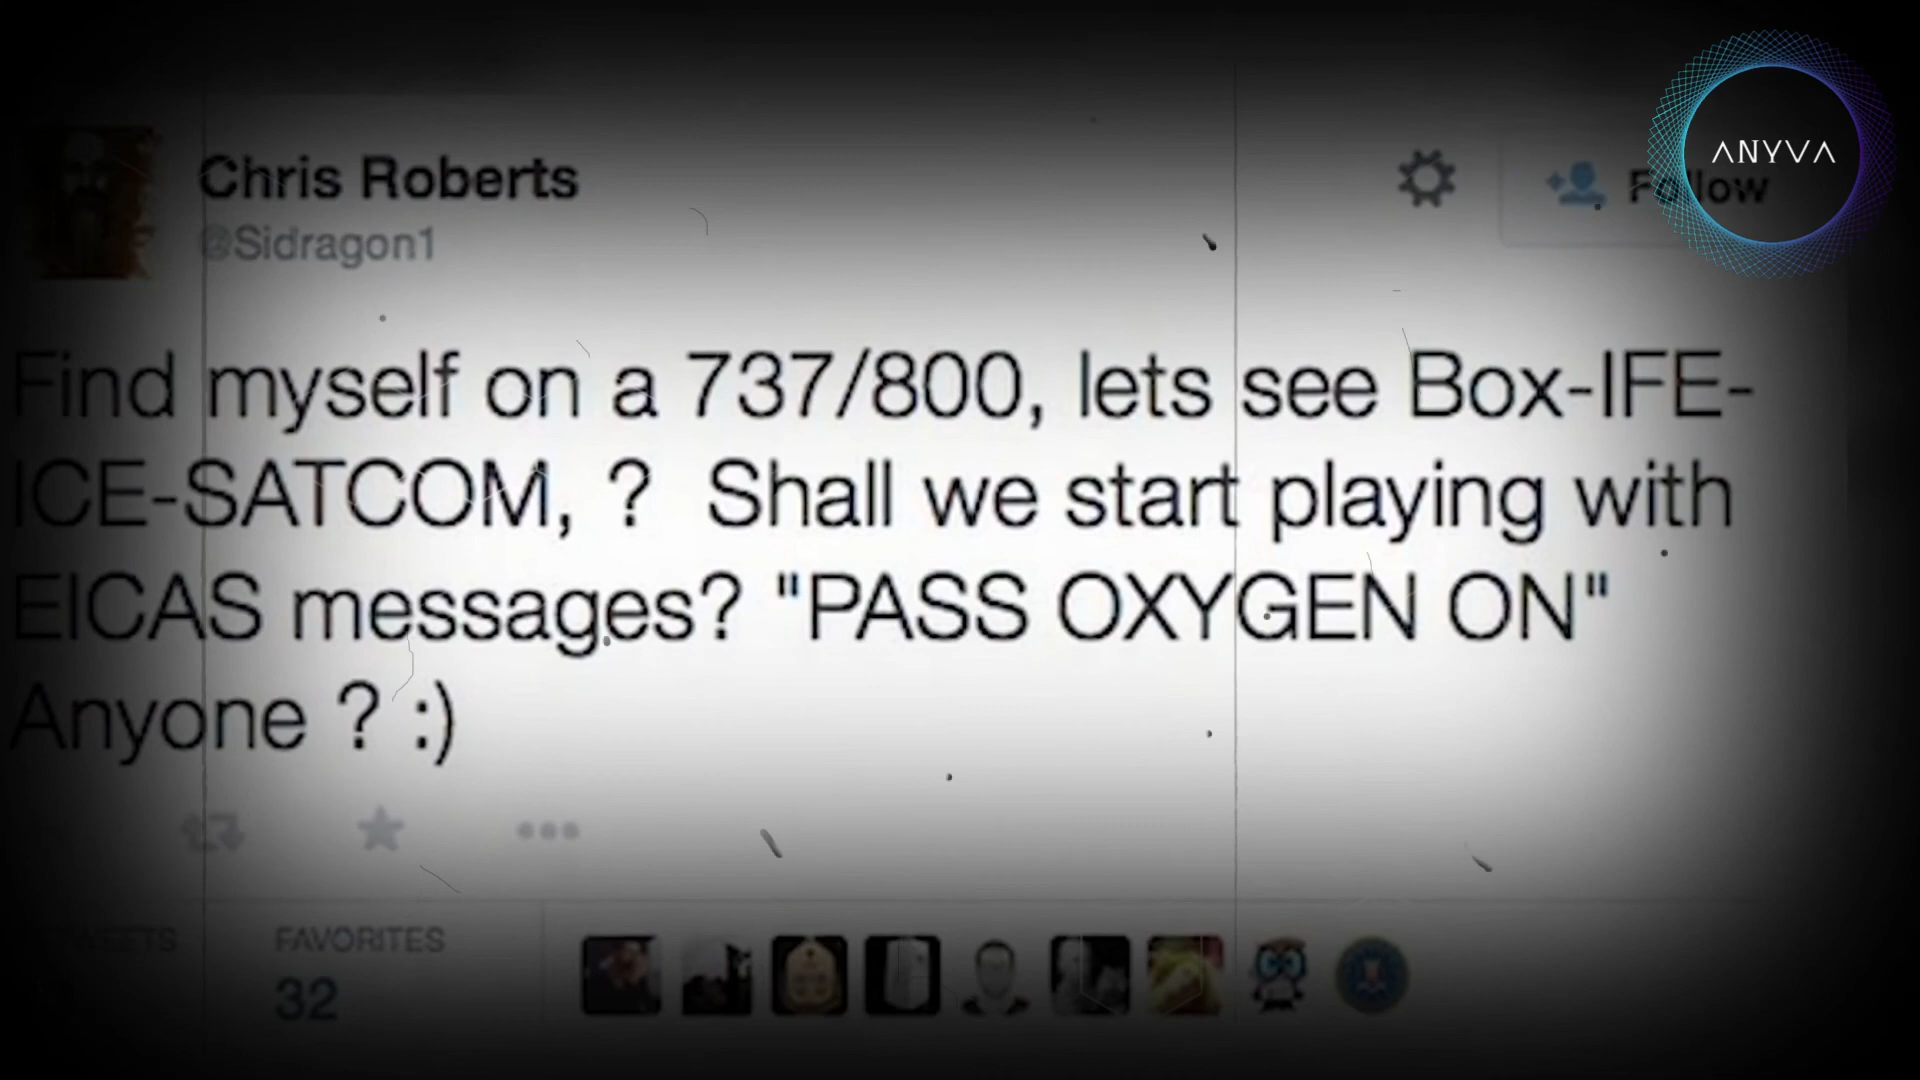 ANYVA
Chris Roberts
Follow
@Sidragon1
Find myself on a 737/800, lets see Box-IFE-
ICE-SATCOM, ?  Shall we start playing with
EICAS messages? "PASS OXYGEN ON"
Anyone ? :)
FAVORITES
32